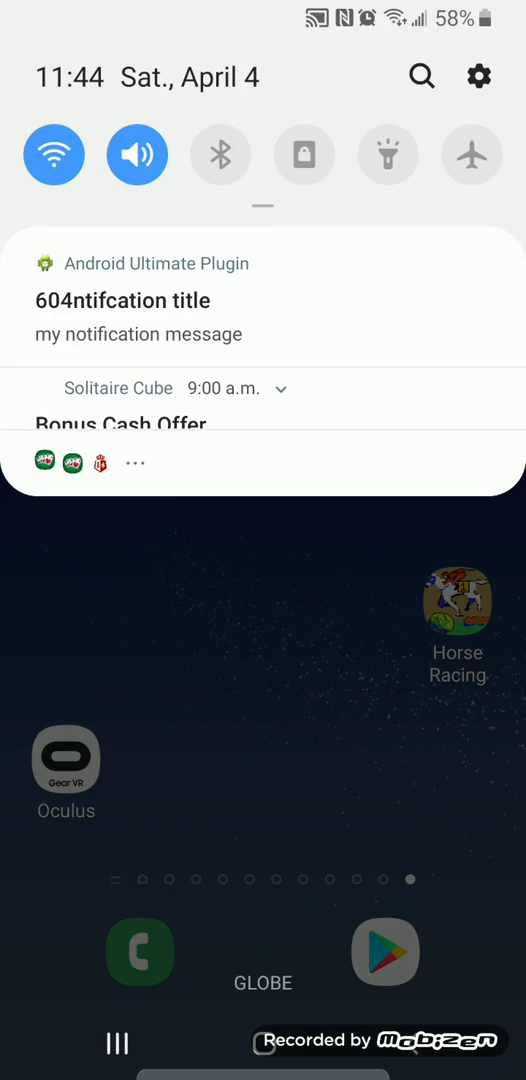 58%
11:44 Sat., April 4
Android Ultimate Plugin
604ntifcation title
my notification message
Solitaire Cube 9:00 a.m.
Bonus Cash Offer
Horse
Racing
Gear VR
Oculus
GLOBE
Recorded by mobizen